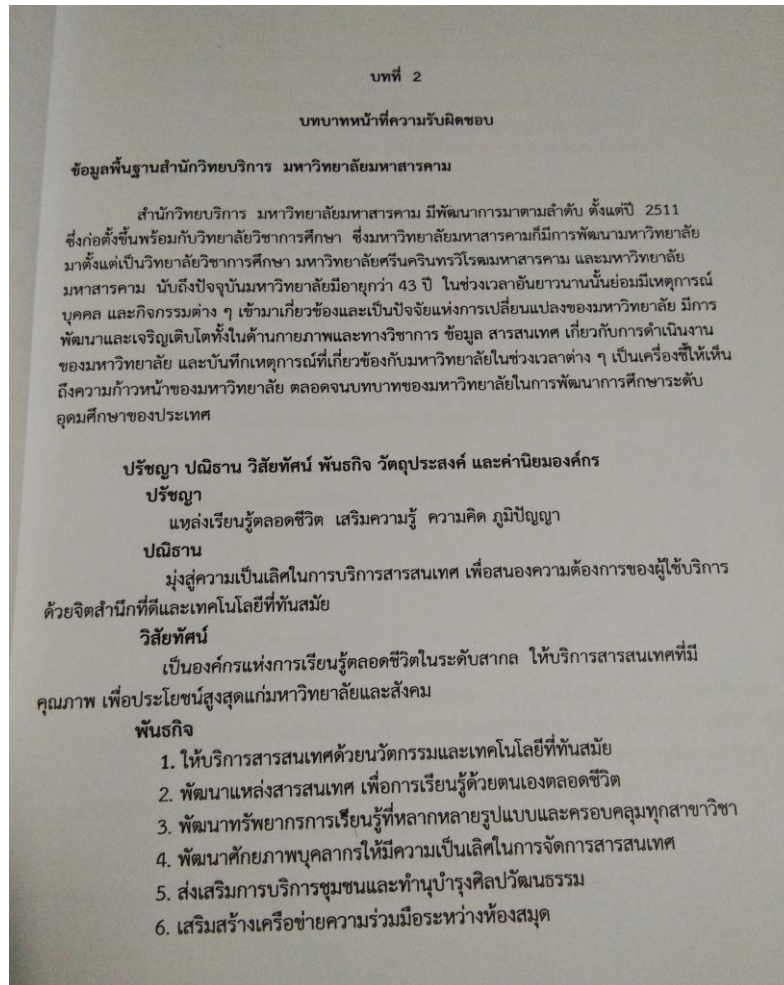 บทที่ 2
บทบาทหน้าที่ความรับผิดชอบ
ข้อมูลพื้นฐานสำนักวิทยบริการ มหาวิทยาลัยมหาสารคาม
สำนักวิทยบริการ มหาวิทยาลัยมหาสารคาม มีพัฒนาการมาตามลำดับ ตั้งแต่ปี 2511
ซึ่งก่อตั้งขึ้นพร้อมกับวิทยาลัยวิชาการศึกษา ซึ่งมหาวิทยาลัยมหาสารคามก็มีการพัฒนามหาวิทยาลัย
มาตั้งแต่เป็นวิทยาลัยวิชาการศึกษา มหาวิทยาลัยศรีนครินทรวิโรฒมหาสารคาม และมหาวิทยาลัย
มหาสารคาม นับถึงปัจจุบันมหาวิทยาลัยมีอายุกว่า 43 ปี ในช่วงเวลาอันยาวนานนั้นย่อมมีเหตุการณ์
บุคคล และกิจกรรมต่าง ๆ เข้ามาเกี่ยวข้องและเป็นปัจจัยแห่งการเปลี่ยนแปลงของมหาวิทยาลัย มีการ
พัฒนาและเจริญเติบโตทั้งในด้านกายภาพและทางวิชาการ ข้อมูล สารสนเทศ เกี่ยวกับการดำเนินงาน
ของมหาวิทยาลัย และบันทึกเหตุการณ์ที่เกี่ยวข้องกับมหาวิทยาลัยในช่วงเวลาต่าง ๆ เป็นเครื่องชี้ให้เห็น
ถึงความก้าวหน้าของมหาวิทยาลัย ตลอดจนบทบาทของมหาวิทยาลัยในการพัฒนาการศึกษาระดับ
อุดมศึกษาของประเทศ
ปรัชญา ปณิธาน วิสัยทัศน์ พันธกิจ วัตถุประสงค์ และค่านิยมองค์กร
ปรัชญา
แหล่งเรียนรู้ตลอดชีวิต เสริมความรู้ ความคิด ภูมิปัญญา
ปณิธาน
มุ่งสู่ความเป็นเลิศในการบริการสารสนเทศ เพื่อสนองความต้องการของผู้ใช้บริการ
ด้วยจิตสำนึกที่ดีและเทคโนโลยีที่ทันสมัย
วิสัยทัศน์
เป็นองค์กรแห่งการเรียนรู้ตลอดชีวิตในระดับสากล ให้บริการสารสนเทศที่มี
คุณภาพ เพื่อประโยชน์สูงสุดแก่มหาวิทยาลัยและสังคม
พันธกิจ
1. ให้บริการสารสนเทศด้วยนวัตกรรมและเทคโนโลยีที่ทันสมัย
2. พัฒนาแหล่งสารสนเทศ เพื่อการเรียนรู้ด้วยตนเองตลอดชีวิต
3. พัฒนาทรัพยากรการเรียนรู้ที่หลากหลายรูปแบบและครอบคลุมทุกสาขาวิชา
4. พัฒนาศักยภาพบุคลากรให้มีความเป็นเลิศในการจัดการสารสนเทศ
5. ส่งเสริมการบริการชุมชนและทำนุบำรุงศิลปวัฒนธรรม
6. เสริมสร้างเครือข่ายความร่วมมือระหว่างห้องสมุด